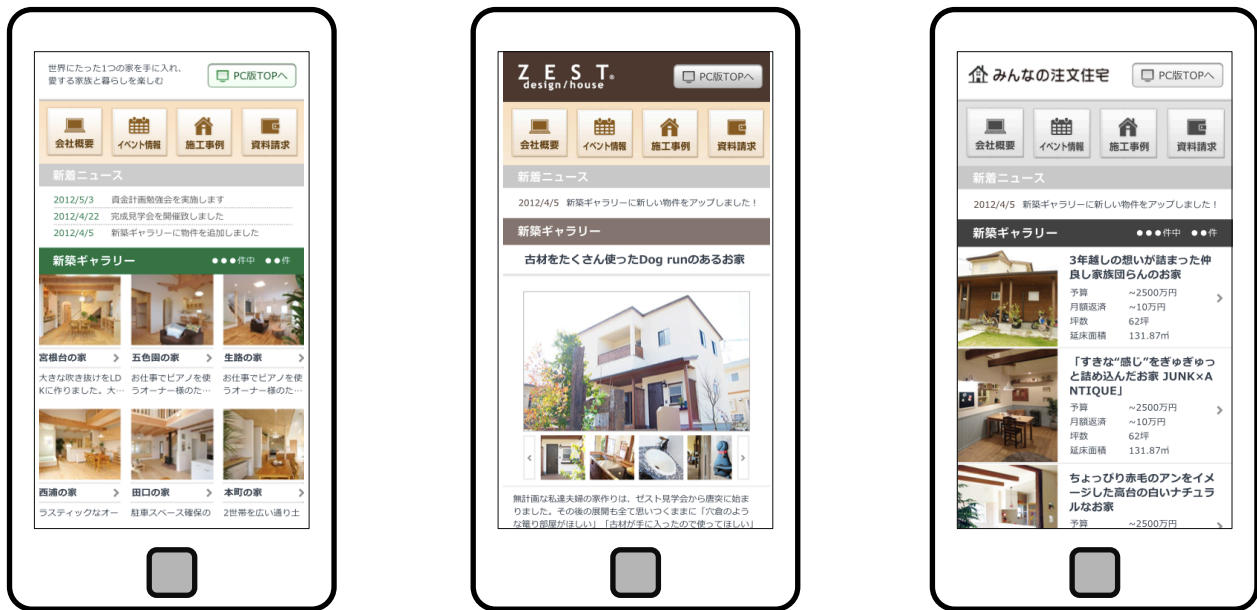 世界にたった1つの家を手に入れ、
愛する家族と暮らしを楽しむ
PC版TOPへ
会社概要
イベント情報
施工事例
資料請求
新着ニュース
2012/5/3 資金計画勉強会を実施します
2012/4/22 完成見学会を開催致しました
2012/4/5 新築ギャラリーに物件を追加しました
新築ギャラリー ●●●件中 ●●件
宮根台の家
五色園の家
生路の家
大きな吹き抜けをLD
Kに作りました。大…
お仕事でピアノを使
うオーナー様のた…
お仕事でピアノを使
うオーナー様のた…
西浦の家
田口の家
本町の家
ラスティックなオー
駐車スペース確保の
2世帯を広い通り土
ZEST®
design/house
PC版TOPへ
会社概要
イベント情報
施工事例
資料請求
新着ニュース
2012/4/5 新築ギャラリーに新しい物件をアップしました！
新築ギャラリー
古材をたくさん使ったDog runのあるお家
無計画な私達夫婦の家作りは、ゼスト見学会から唐突に始ま
りました。その後の展開も全て思いつくままに「穴倉のよう
な篭り部屋がほしい」「古材が手に入ったので使ってほしい」
みんなの注文住宅
PC版TOPへ
会社概要
イベント情報
施工事例
資料請求
新着ニュース
2012/4/5 新築ギャラリーに新しい物件をアップしました！
新築ギャラリー ●●●件中 ●●件
3年越しの想いが詰まった仲
良し家族団らんのお家
予算 ~2500万円
月額返済 ~10万円
坪数 62坪
延床面積 131.87㎡
「すきな“感じ”をぎゅぎゅっ
と詰め込んだお家 JUNK×A
NTIQUE」
予算 ~2500万円
月額返済 ~10万円
坪数 62坪
延床面積 131.87㎡
ちょっぴり赤毛のアンをイメ
ージした高台の白いナチュラ
ルなお家
予算 ~2500万円